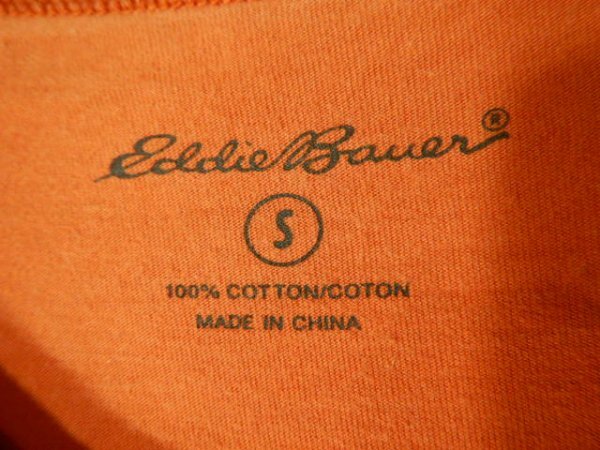 Eddie Bauer®
S
100% COTTON/COTON
MADE IN CHINA